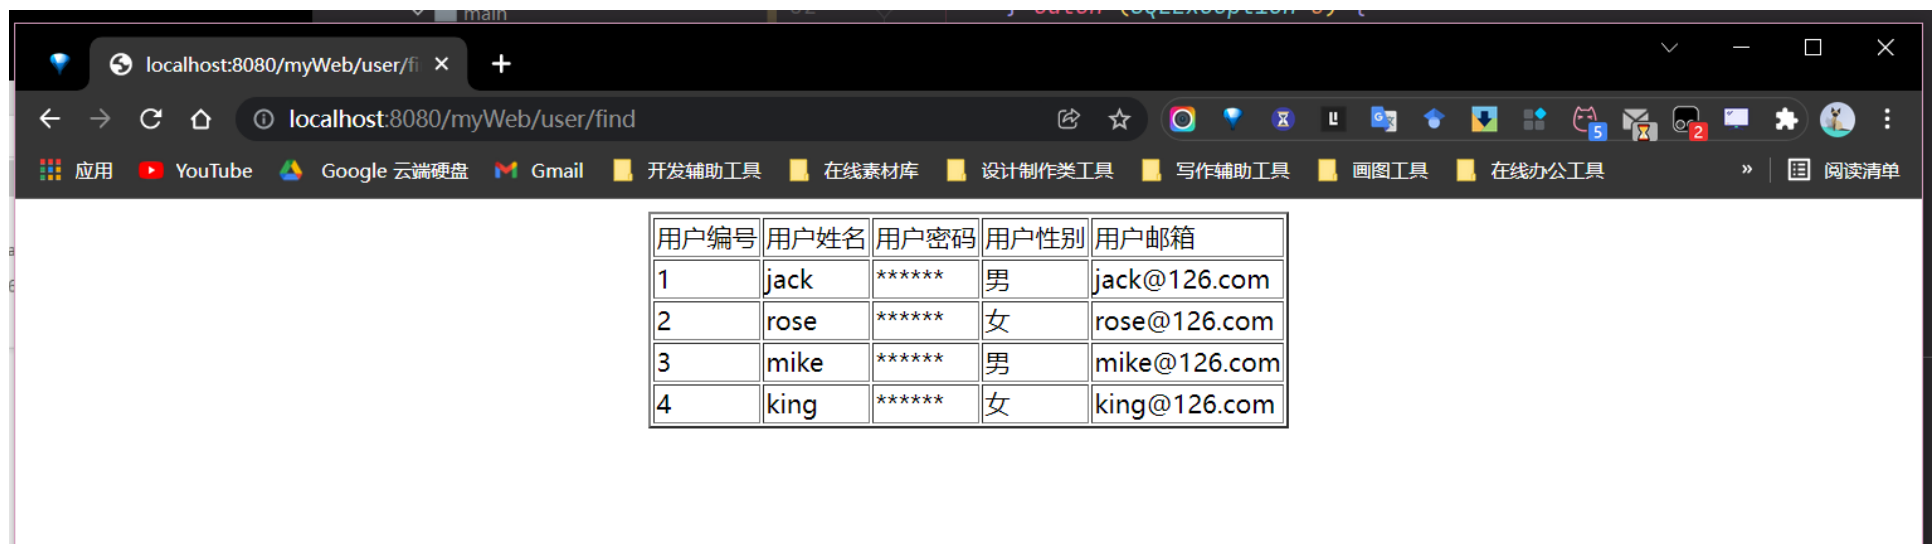 main
localhost:8080/myWeb/user/fi
localhost:8080/myWeb/user/find
5
2
应用 YouTube Google 云端硬盘 Gmail 开发辅助工具 在线素材库 设计制作类工具 写作辅助工具 画图工具 在线办公工具 » 阅读清单
用户编号 用户姓名 用户密码 用户性别 用户邮箱
1 jack ****** 男 jack@126.com
2 rose ****** 女 rose@126.com
3 mike ****** 男 mike@126.com
4 king ****** 女 king@126.com